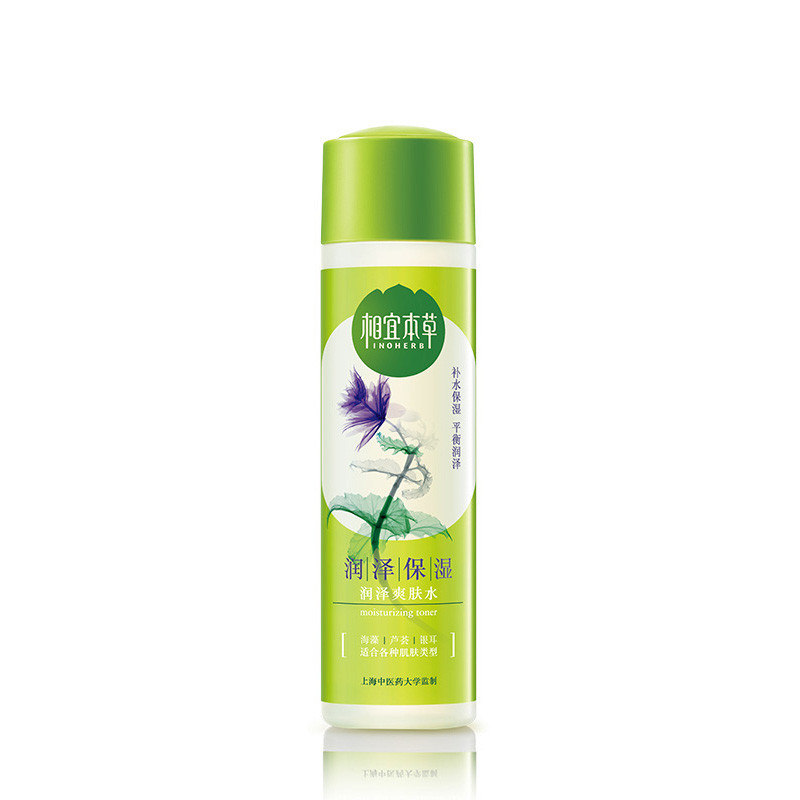 相宜本草
INOHERB
补水保湿 平衡润泽
润泽保湿
润泽爽肤水
moisturizing toner
海藻 芦荟 银耳
适合各种肌肤类型
上海中医药大学监制